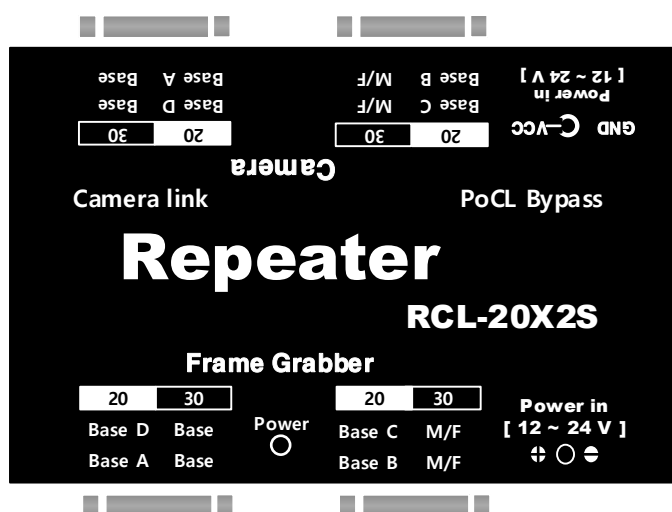 Camera
20 30
Base C M/F
Base B M/F
20 30
Base D Base
Base A Base
GND VCC
Power in
[ 12 ~ 24 V ]
Camera link
PoCL Bypass
Repeater
RCL-20X2S
Frame Grabber
20 30
Base D Base
Base A Base
Power
20 30
Base C M/F
Base B M/F
Power in
[ 12 ~ 24 V ]